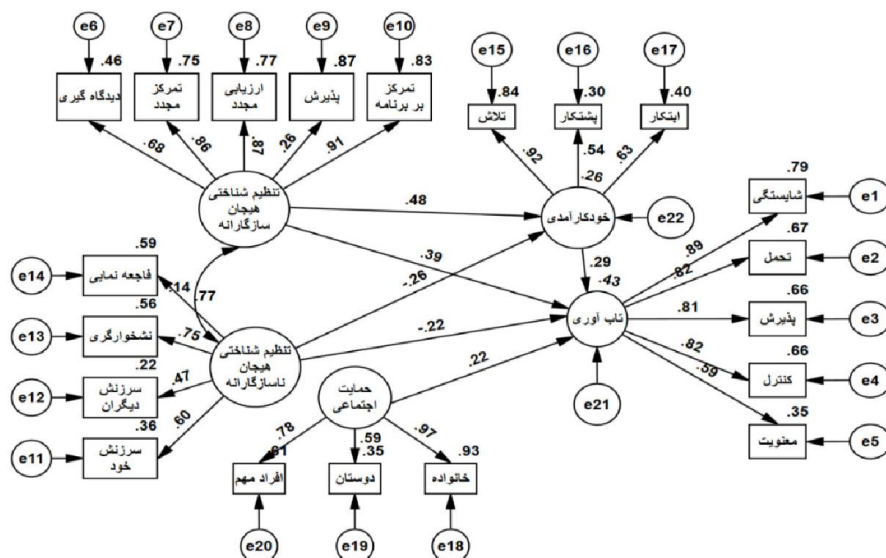 e6
e7
e8
e9
e10
.46
.75
.77
.87
.83
دیدگاه گیری
تمرکز
مجدد
ارزیابی
مجدد
پذیرش
تمرکز
بر برنامه
.68
.86
.87
.26
.91
تنظیم شناختی
هیجان
سازگارانه
e15
e16
e17
.84
.30
.40
تلاش
پشتکار
ابتکار
.92
.54
.63
.26
خودکارآمدی
e22
.48
.39
-.26
-.22
.29
.43
تاب آوری
e21
.22
.79
شایستگی
e1
.67
تحمل
e2
.66
پذیرش
e3
.66
کنترل
e4
.35
معنویت
e5
.89
.82
.81
.82
.59
e14
.59
فاجعه نمایی
.14
.77
e13
.56
نشخوارگری
.75
e12
.22
سرزنش
دیگران
.47
e11
.36
سرزنش
خود
.60
تنظیم شناختی
هیجان
ناسازگارانه
حمایت
اجتماعی
.78
.59
.97
.35
.93
افراد مهم
دوستان
خانواده
e20
e19
e18